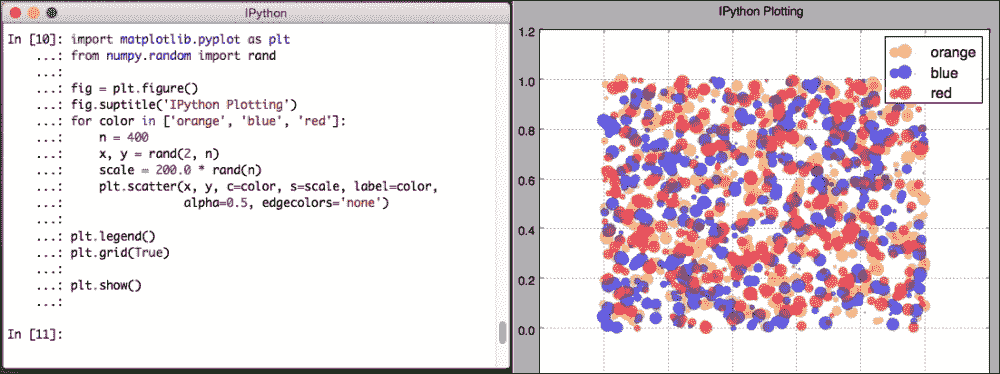 IPython
In [10]: import matplotlib.pyplot as plt
...: from numpy.random import rand
...:
...: fig = plt.figure()
...: fig.suptitle('IPython Plotting')
...: for color in ['orange', 'blue', 'red']:
...:     n = 400
...:     x, y = rand(2, n)
...:     scale = 200.0 * rand(n)
...:     plt.scatter(x, y, c=color, s=scale, label=color,
...:                 alpha=0.5, edgecolors='none')
...:
...: plt.legend()
...: plt.grid(True)
...:
...: plt.show()
...:
In [11]:
IPython Plotting
1.2
1.0
0.8
0.6
0.4
0.2
0.0
orange
blue
red